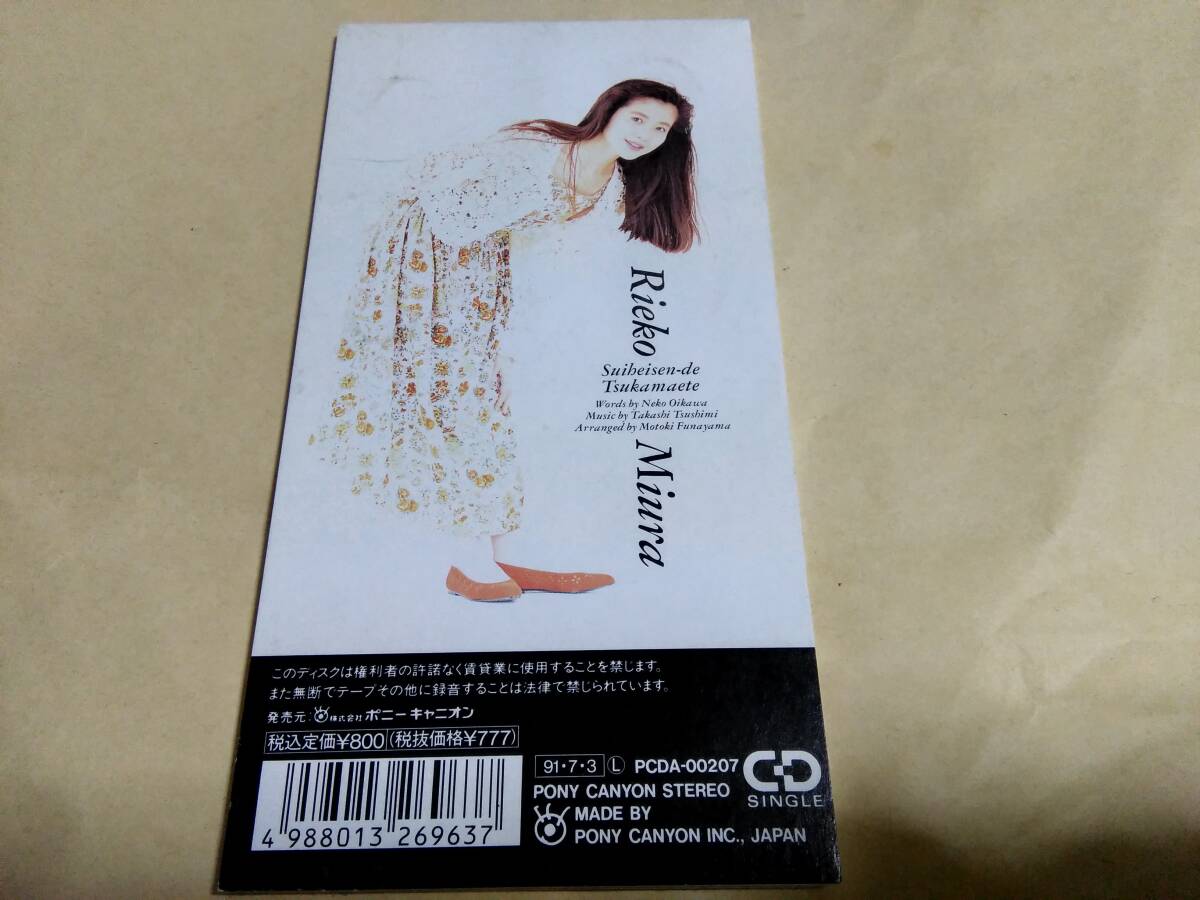 Rieko Miura
Suiheisen-de
Tsukamaete
Words by Neko Oikawa
Music by Takashi Tsushimi
Arranged by Motoki Funayama
このディスクは権利者の許諾なく賃貸業に使用することを禁じます。
また無断でテープその他に録音することは法律で禁じられています。
発売元:株式会社ポニーキャニオン
税込定価¥800(税抜価格¥777)
91・7・3 Ⓛ PCDA-00207
PONY CANYON STEREO
MADE BY
PONY CANYON INC., JAPAN
CD
SINGLE
4 988013 269637